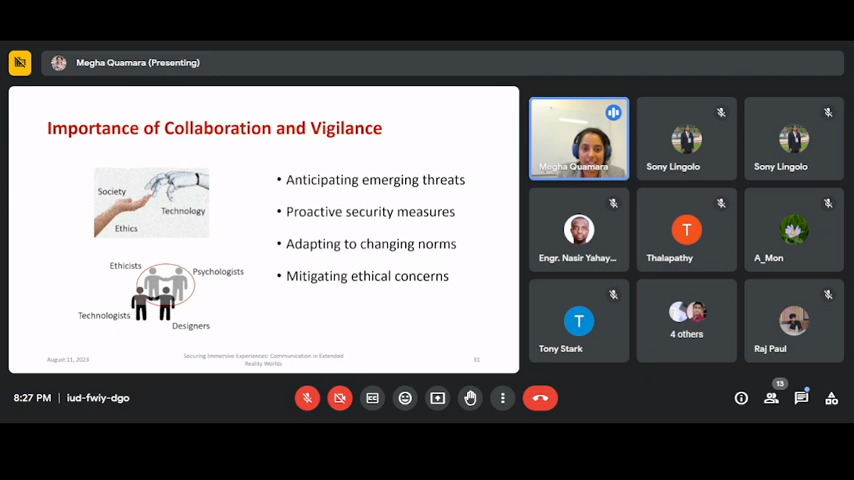 Megha Quamara (Presenting)
Importance of Collaboration and Vigilance
Society
Technology
Ethics
Ethicists
Psychologists
Technologists
Designers
• Anticipating emerging threats
• Proactive security measures
• Adapting to changing norms
• Mitigating ethical concerns
August 11, 2023
Securing Immersive Experiences: Communication in Extended
Reality Worlds
31
Megha Quamara
Sony Lingolo
Sony Lingolo
Engr. Nasir Yahay...
T
Thalapathy
A_Mon
T
Tony Stark
4 others
Raj Paul
8:27 PM | iud-fwiy-dgo
13